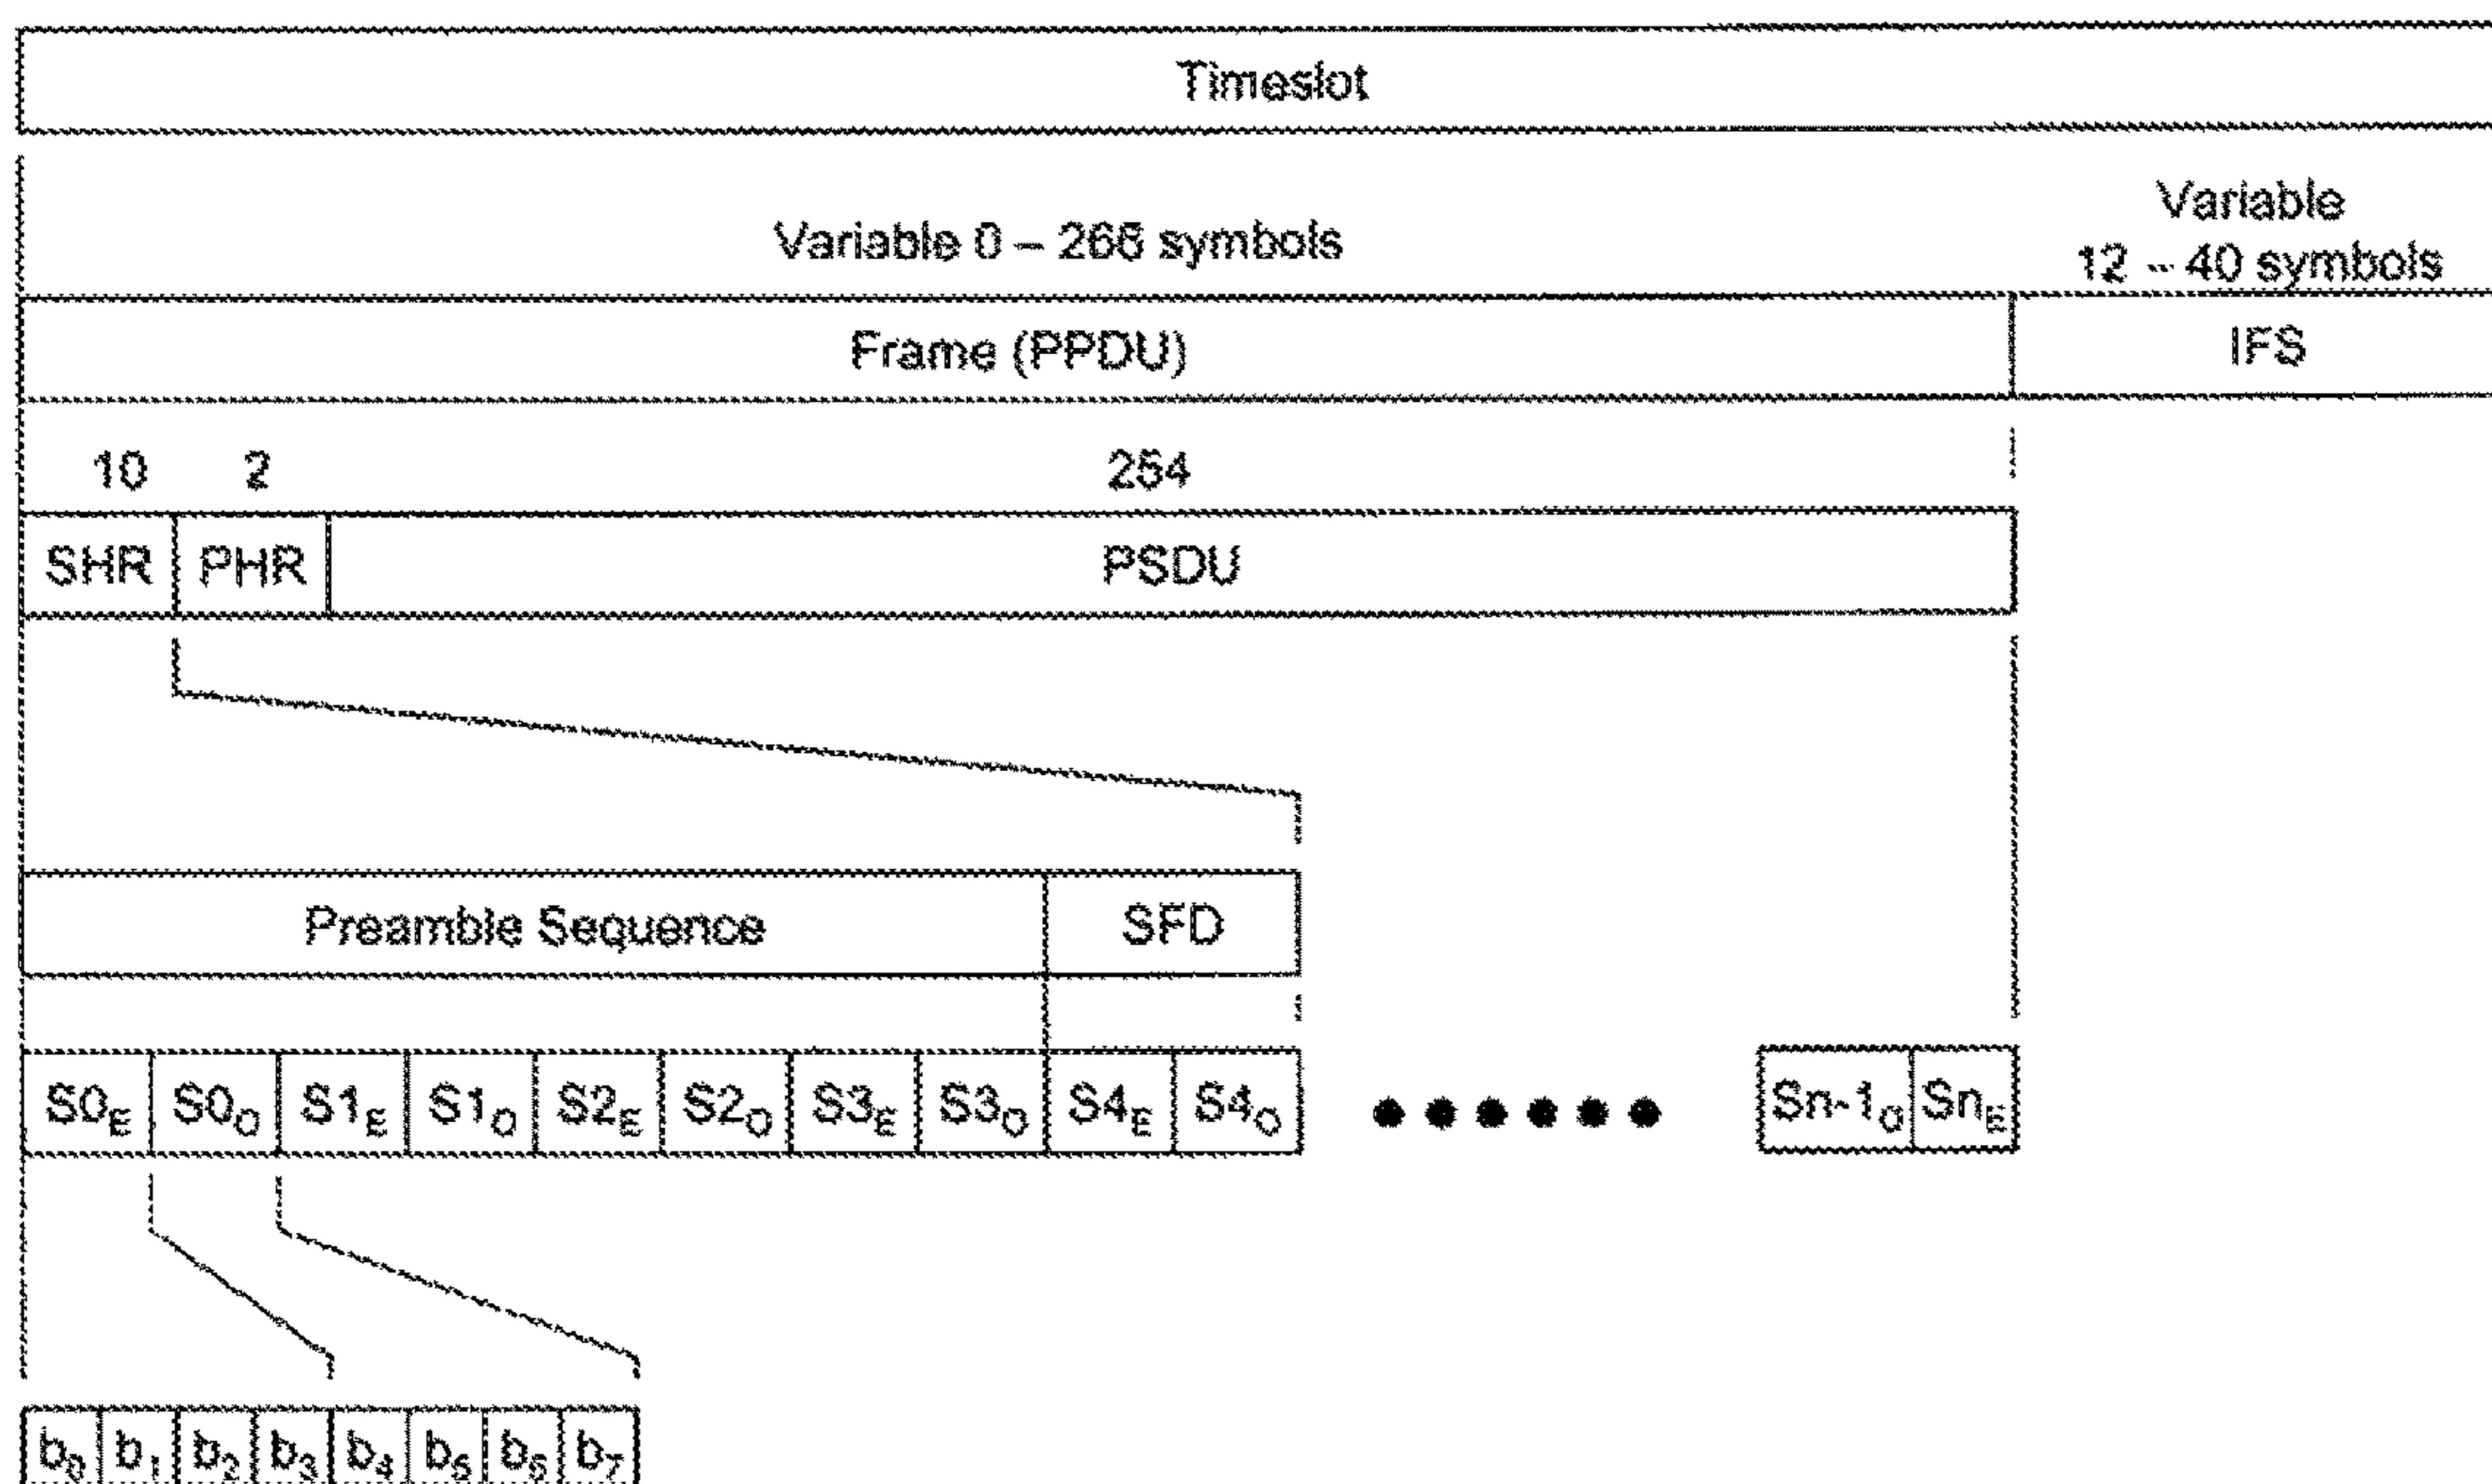 Timeslot
Variable 0 – 266 symbols
Variable
12 – 40 symbols
Frame (PPDU) IFS
10 2 254
SHR PHR PSDU
Preamble Sequence SFD
S0E S0O S1E S1O S2E S2O S3E S3O S4E S4O Sn-1O SnE
b0 b1 b2 b3 b4 b5 b6 b7